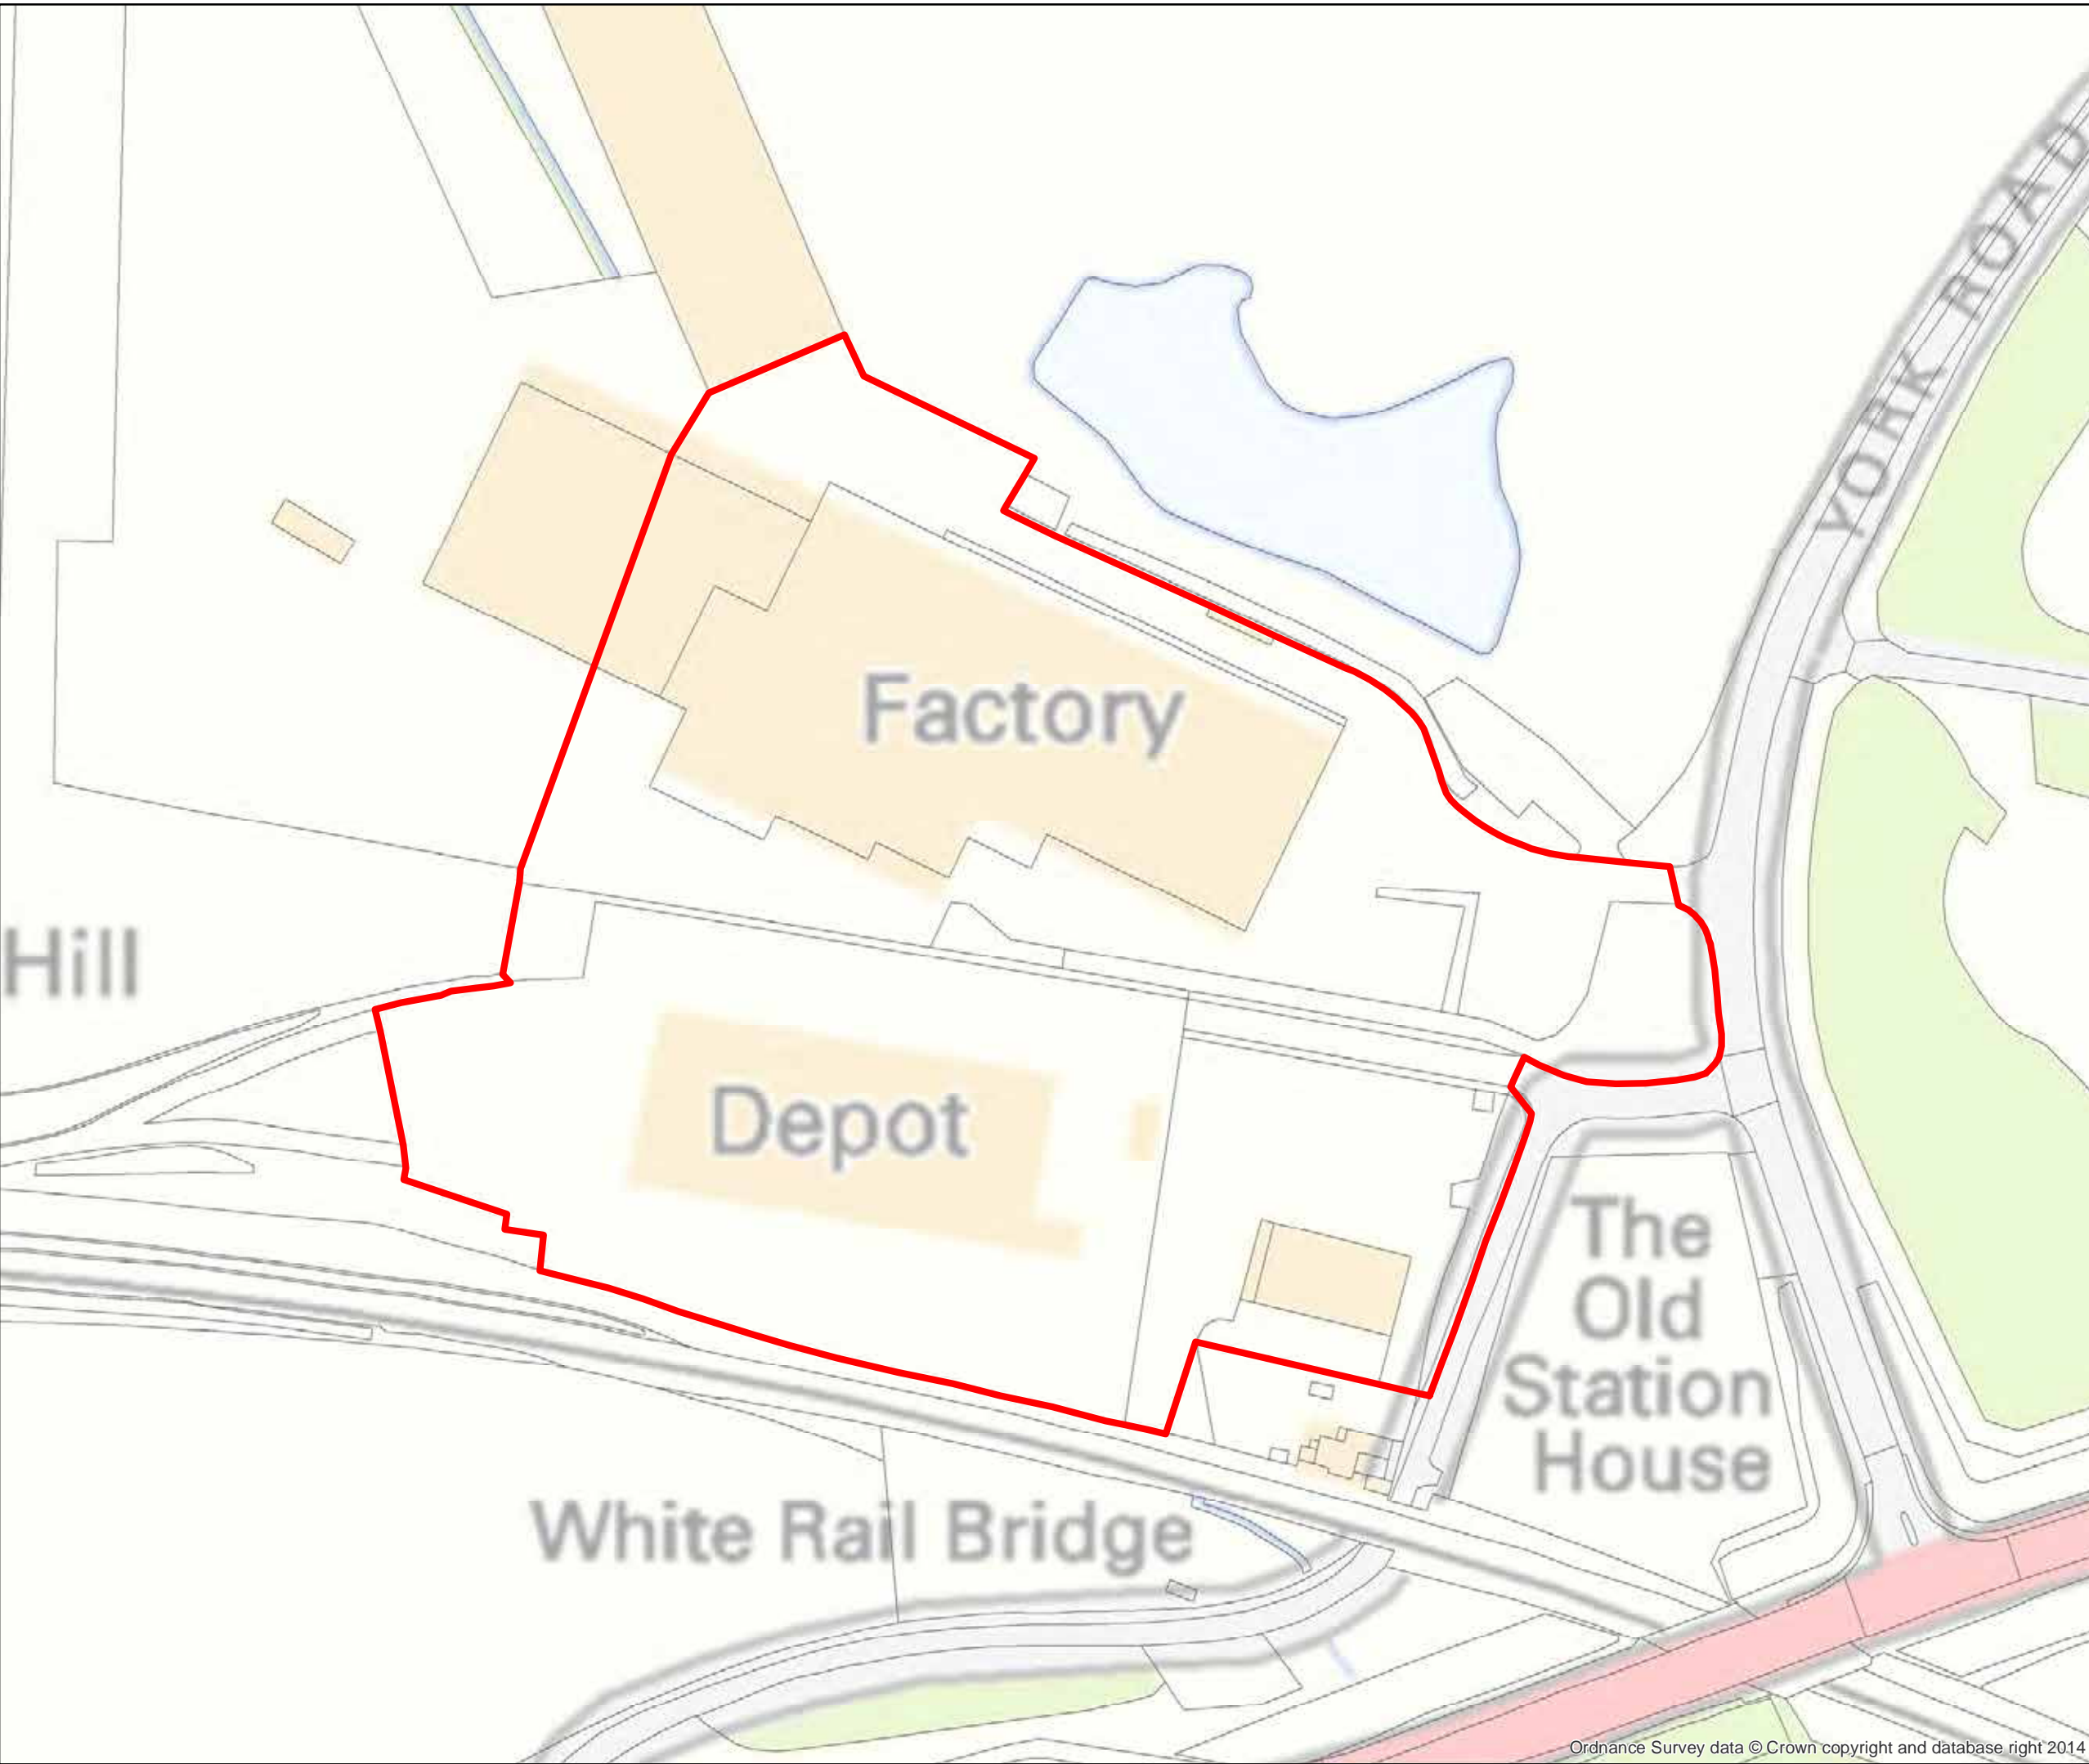 YORK ROAD
Factory
Hill
Depot
The
Old
Station
House
White Rail Bridge
Ordnance Survey data © Crown copyright and database right 2014